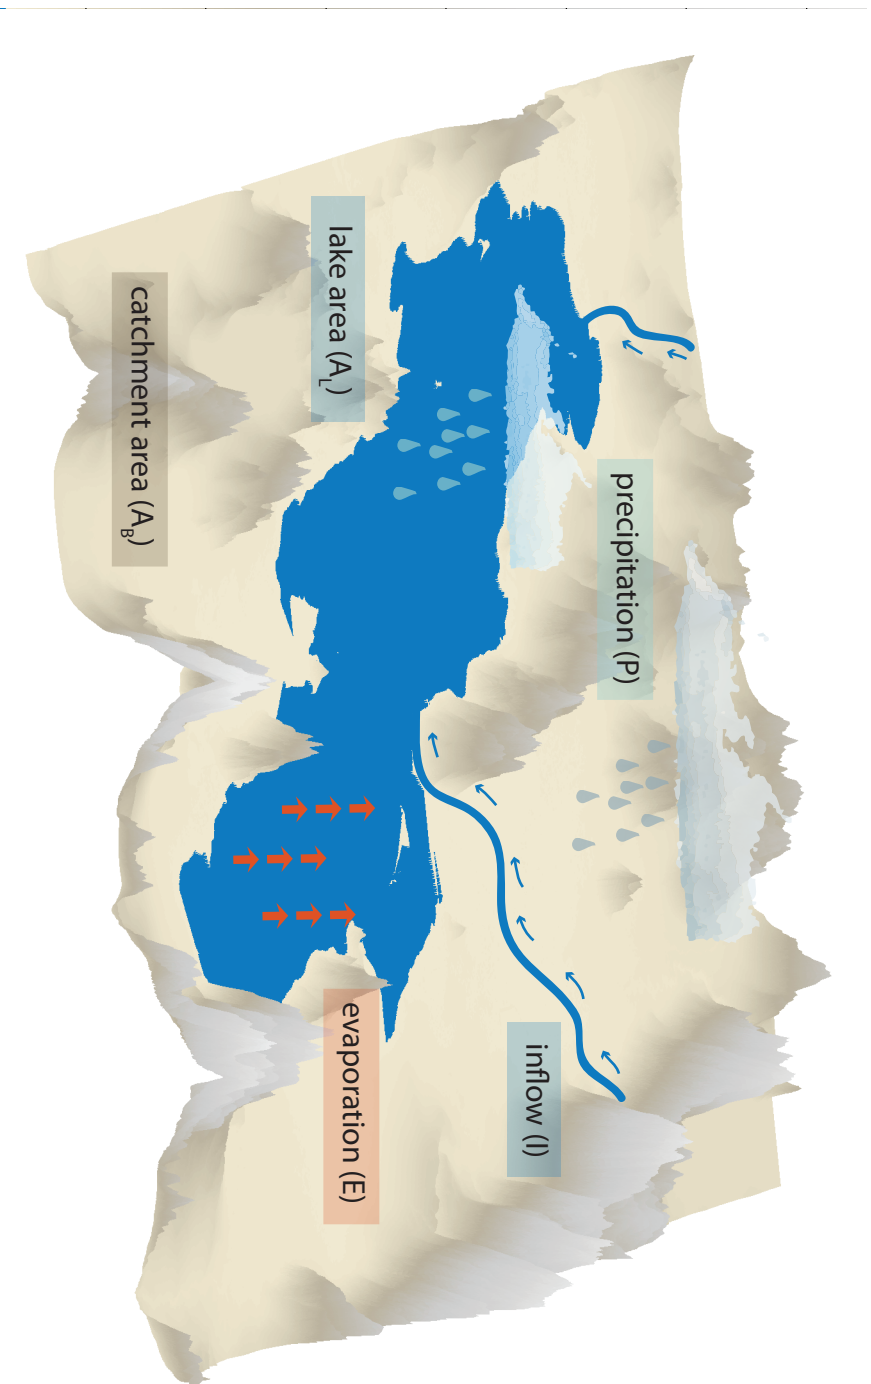 precipitation (P)
inflow (I)
lake area (A_L)
evaporation (E)
catchment area (A_B)